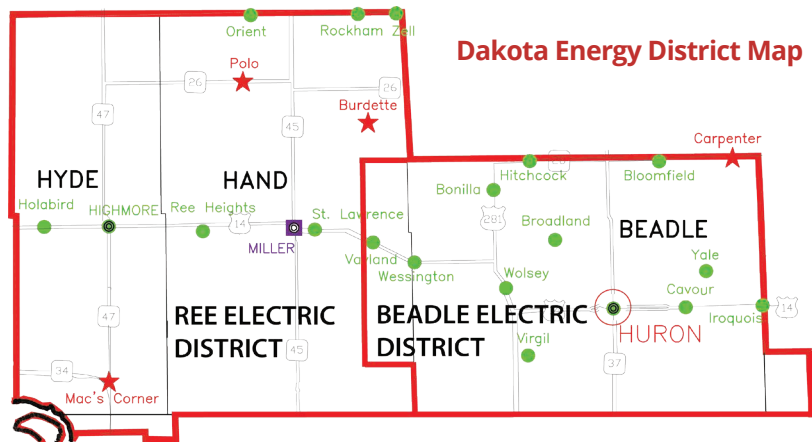 Orient
Rockham Zell
Dakota Energy District Map
Polo
26
26
47
Burdette
45
Carpenter
HYDE
HAND
Hitchcock
Bloomfield
Bonilla
Holabird
HIGHMORE
Ree Heights
14
St. Lawrence
281
Broadland
BEADLE
MILLER
Vayland
Wessington
Yale
Wolsey
Cavour
REE ELECTRIC
DISTRICT
BEADLE ELECTRIC
DISTRICT
HURON
Iroquois
14
47
45
Virgil
37
34
Mac's Corner